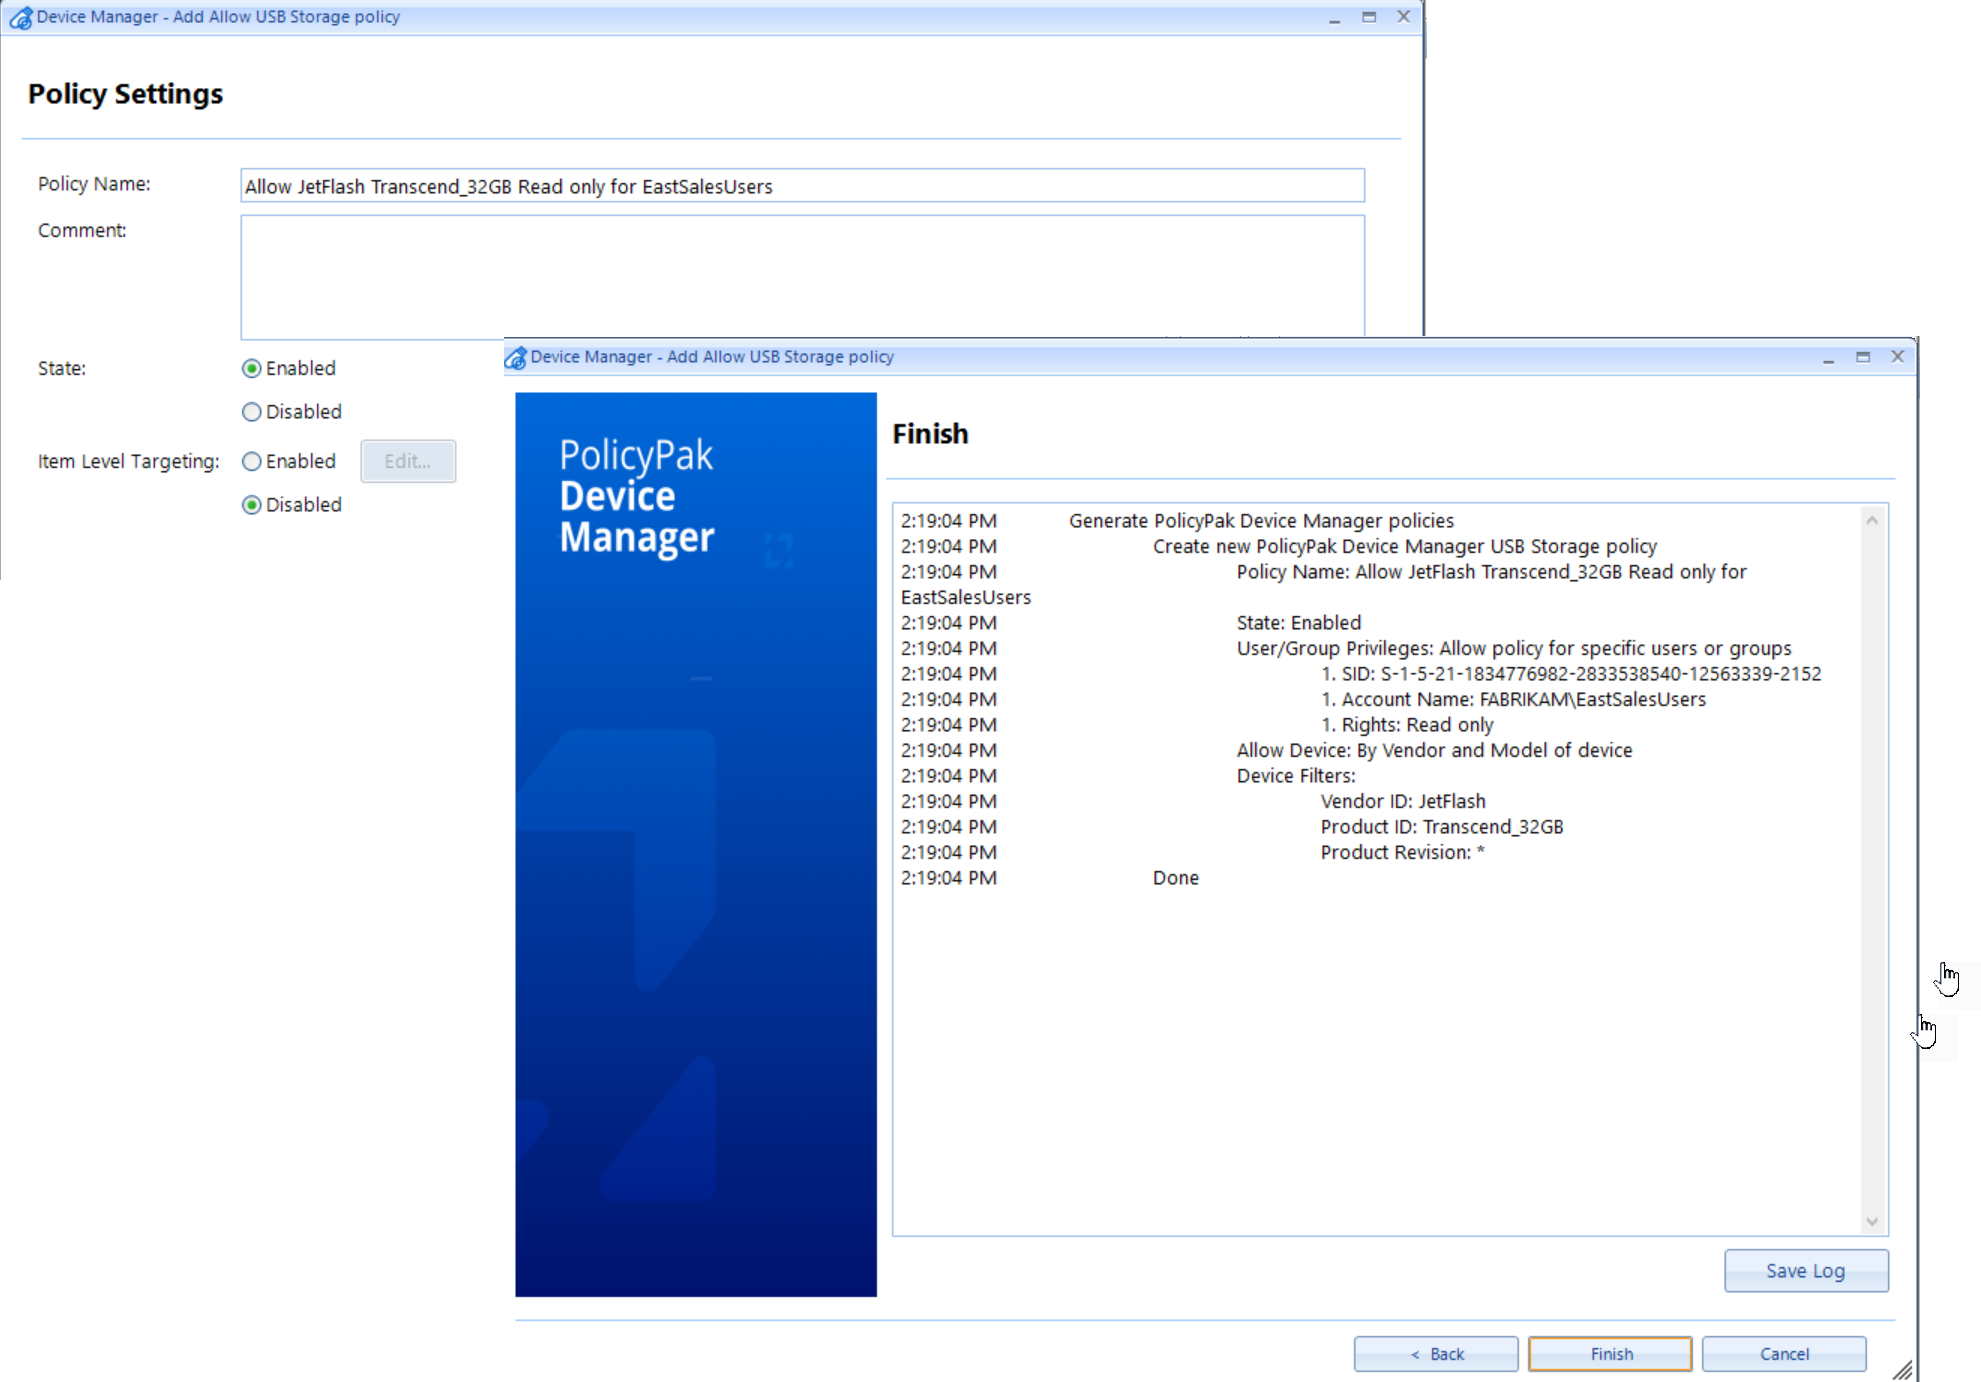 Device Manager - Add Allow USB Storage policy
Policy Settings
Policy Name: Allow JetFlash Transcend_32GB Read only for EastSalesUsers
Comment:
State: Enabled
Disabled
Item Level Targeting: Enabled Edit...
Disabled
Device Manager - Add Allow USB Storage policy
PolicyPak
Device
Manager
Finish
2:19:04 PM Generate PolicyPak Device Manager policies
2:19:04 PM Create new PolicyPak Device Manager USB Storage policy
2:19:04 PM Policy Name: Allow JetFlash Transcend_32GB Read only for
EastSalesUsers
2:19:04 PM State: Enabled
2:19:04 PM User/Group Privileges: Allow policy for specific users or groups
2:19:04 PM 1. SID: S-1-5-21-1834776982-2833538540-12563339-2152
2:19:04 PM 1. Account Name: FABRIKAM\EastSalesUsers
2:19:04 PM 1. Rights: Read only
2:19:04 PM Allow Device: By Vendor and Model of device
2:19:04 PM Device Filters:
2:19:04 PM Vendor ID: JetFlash
2:19:04 PM Product ID: Transcend_32GB
2:19:04 PM Product Revision: *
2:19:04 PM Done
Save Log
< Back Finish Cancel